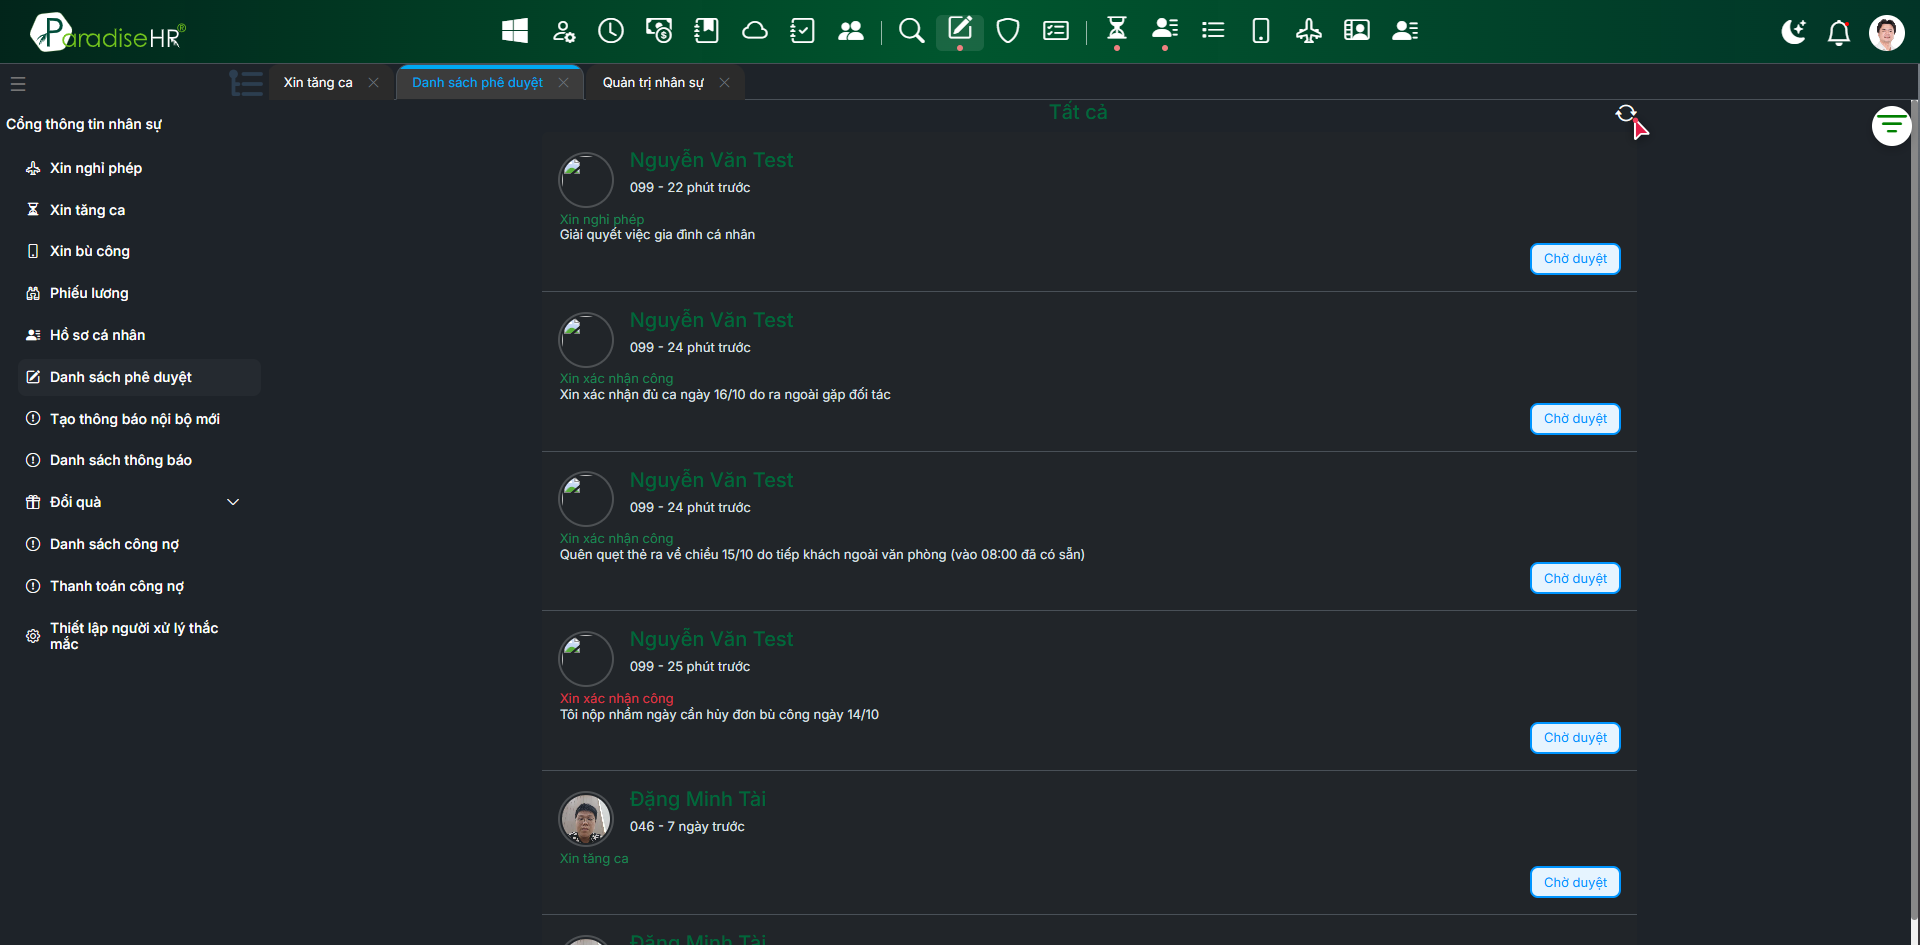 ParadiseHR®
Xin tăng ca
Danh sách phê duyệt
Quản trị nhân sự
Cổng thông tin nhân sự
Xin nghỉ phép
Xin tăng ca
Xin bù công
Phiếu lương
Hồ sơ cá nhân
Danh sách phê duyệt
Tạo thông báo nội bộ mới
Danh sách thông báo
Đổi quà
Danh sách công nợ
Thanh toán công nợ
Thiết lập người xử lý thắc
mắc
Tất cả
Nguyễn Văn Test
099 - 22 phút trước
Xin nghỉ phép
Giải quyết việc gia đình cá nhân
Chờ duyệt
Nguyễn Văn Test
099 - 24 phút trước
Xin xác nhận công
Xin xác nhận đủ ca ngày 16/10 do ra ngoài gặp đối tác
Chờ duyệt
Nguyễn Văn Test
099 - 24 phút trước
Xin xác nhận công
Quên quẹt thẻ ra về chiều 15/10 do tiếp khách ngoài văn phòng (vào 08:00 đã có sẵn)
Chờ duyệt
Nguyễn Văn Test
099 - 25 phút trước
Xin xác nhận công
Tôi nộp nhầm ngày cần hủy đơn bù công ngày 14/10
Chờ duyệt
Đặng Minh Tài
046 - 7 ngày trước
Xin tăng ca
Chờ duyệt
Đặng Minh Tài